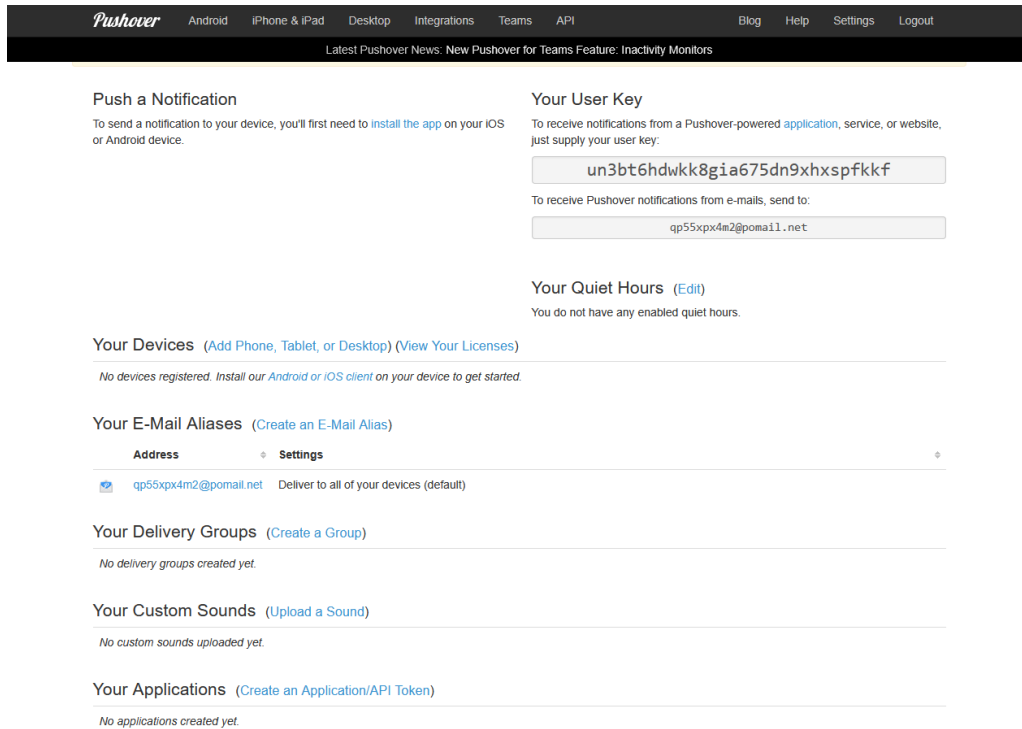 Pushover Android iPhone & iPad Desktop Integrations Teams API Blog Help Settings Logout
Latest Pushover News: New Pushover for Teams Feature: Inactivity Monitors
Push a Notification
To send a notification to your device, you'll first need to install the app on your iOS
or Android device.
Your User Key
To receive notifications from a Pushover-powered application, service, or website,
just supply your user key:
un3bt6hdwkk8gia675dn9xhxspfkkf
To receive Pushover notifications from e-mails, send to:
qp55xpx4m2@pomail.net
Your Quiet Hours (Edit)
You do not have any enabled quiet hours.
Your Devices (Add Phone, Tablet, or Desktop) (View Your Licenses)
No devices registered. Install our Android or iOS client on your device to get started.
Your E-Mail Aliases (Create an E-Mail Alias)
Address Settings
qp55xpx4m2@pomail.net Deliver to all of your devices (default)
Your Delivery Groups (Create a Group)
No delivery groups created yet.
Your Custom Sounds (Upload a Sound)
No custom sounds uploaded yet.
Your Applications (Create an Application/API Token)
No applications created yet.